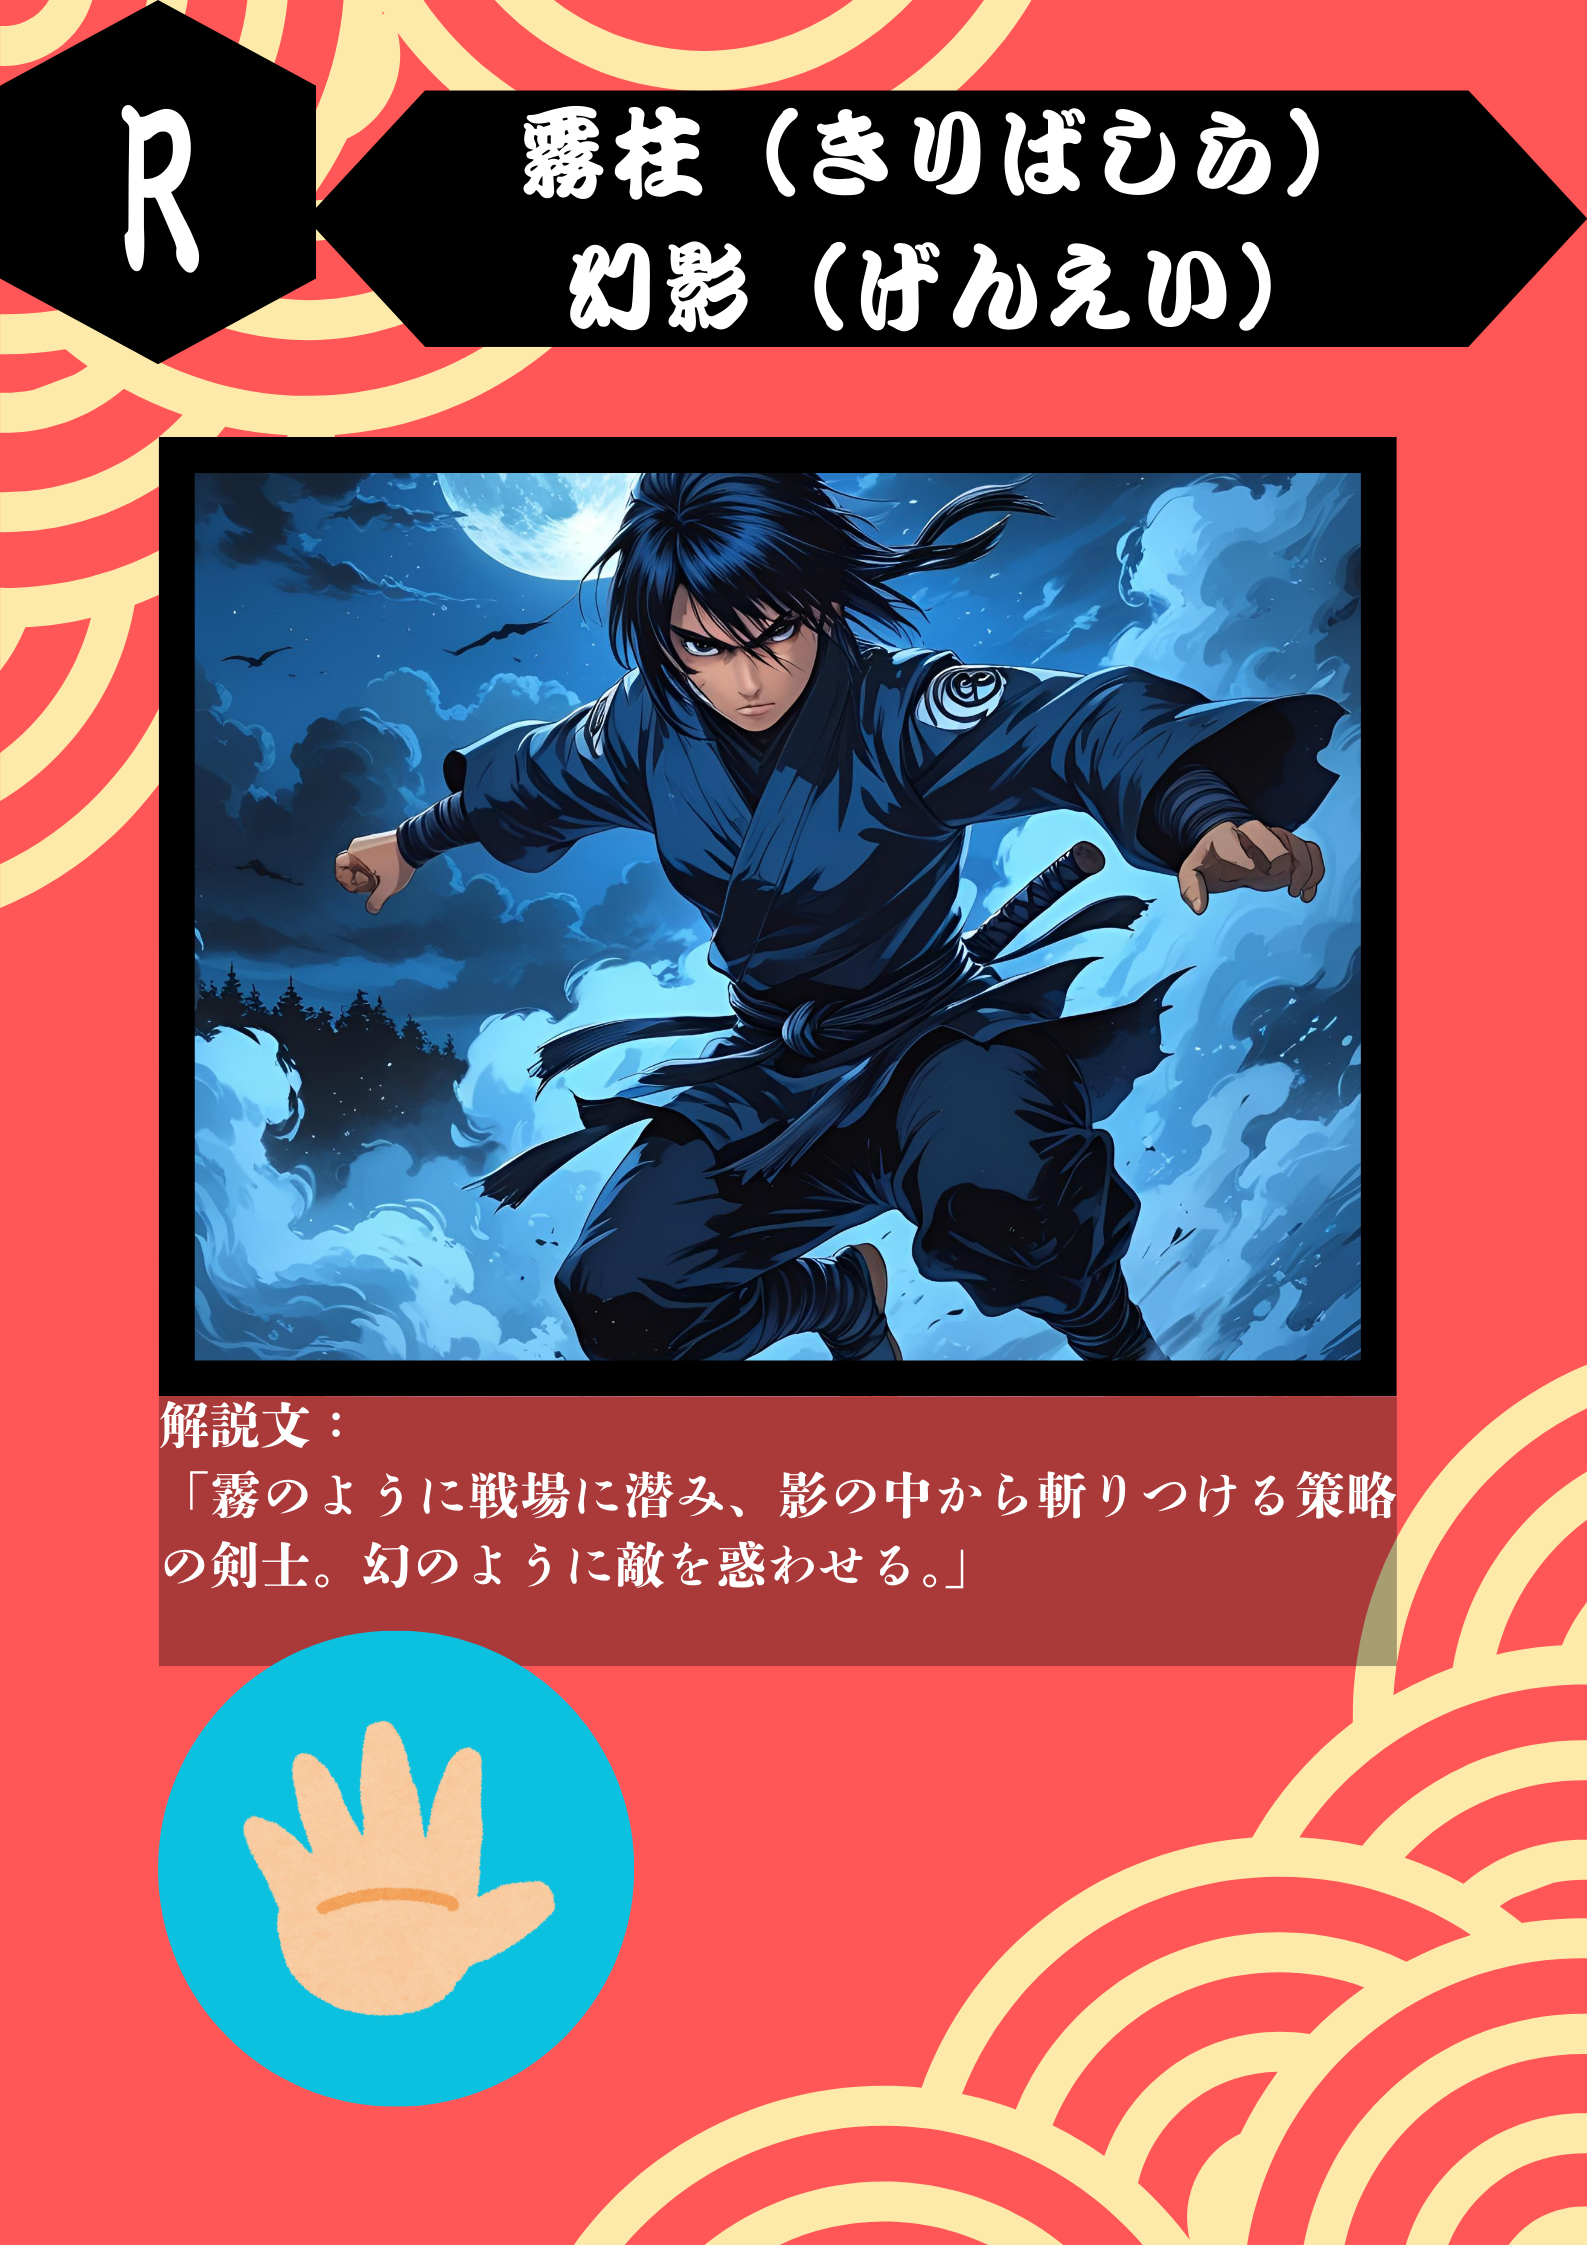 R
霧柱（きりばしら）
幻影（げんえい）
解説文：
「霧のように戦場に潜み、影の中から斬りつける策略
の剣士。幻のように敵を惑わせる。」